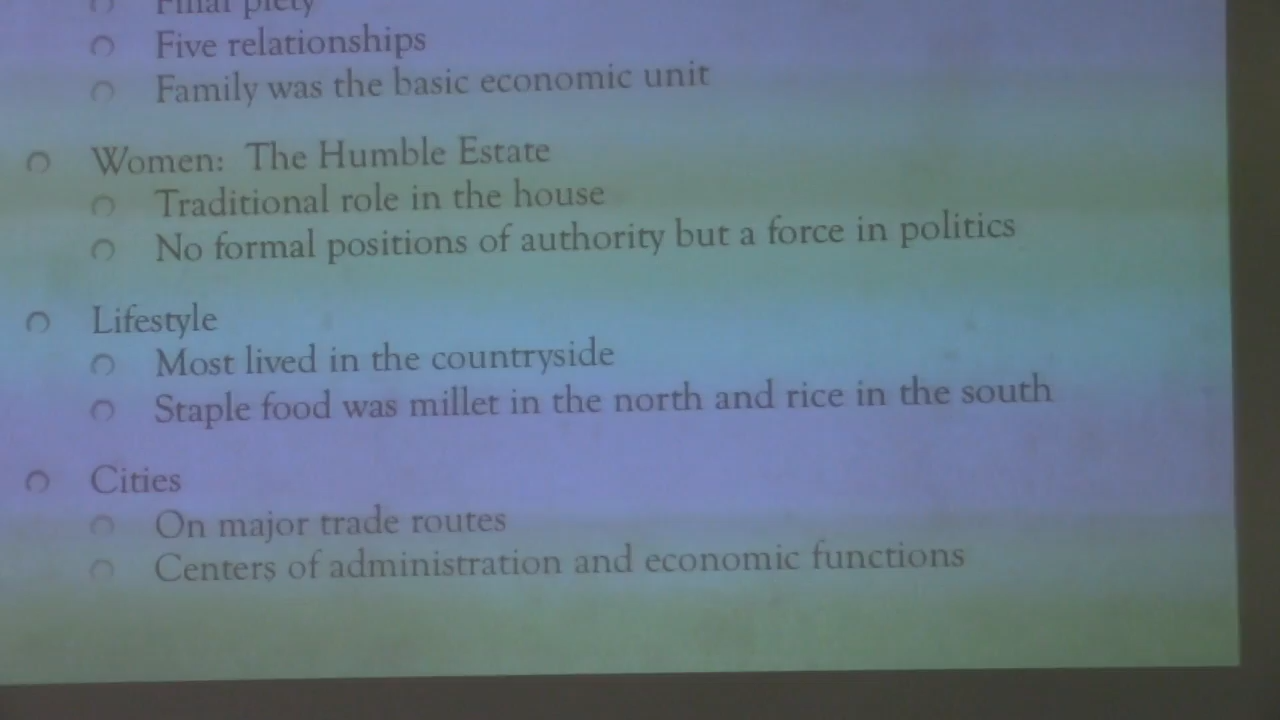 piety
Five relationships
Family was the basic economic unit
Women: The Humble Estate
Traditional role in the house
No formal positions of authority but a force in politics
Lifestyle
Most lived in the countryside
Staple food was millet in the north and rice in the south
Cities
On major trade routes
Centers of administration and economic functions